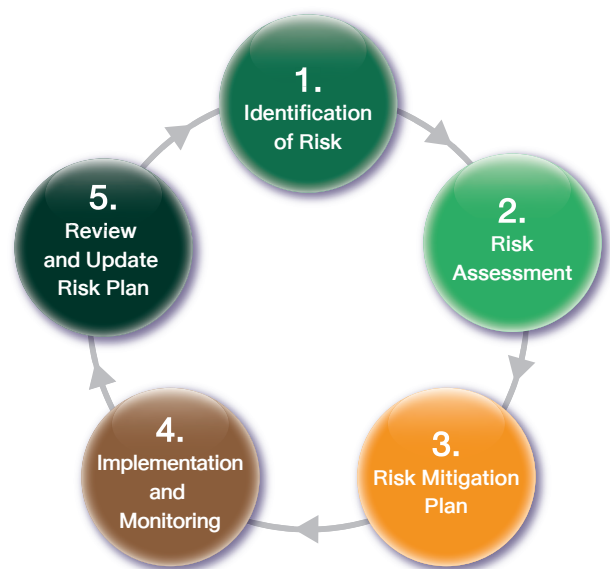 1.
Identification
of Risk
2.
Risk
Assessment
3.
Risk Mitigation
Plan
4.
Implementation
and
Monitoring
5.
Review
and Update
Risk Plan